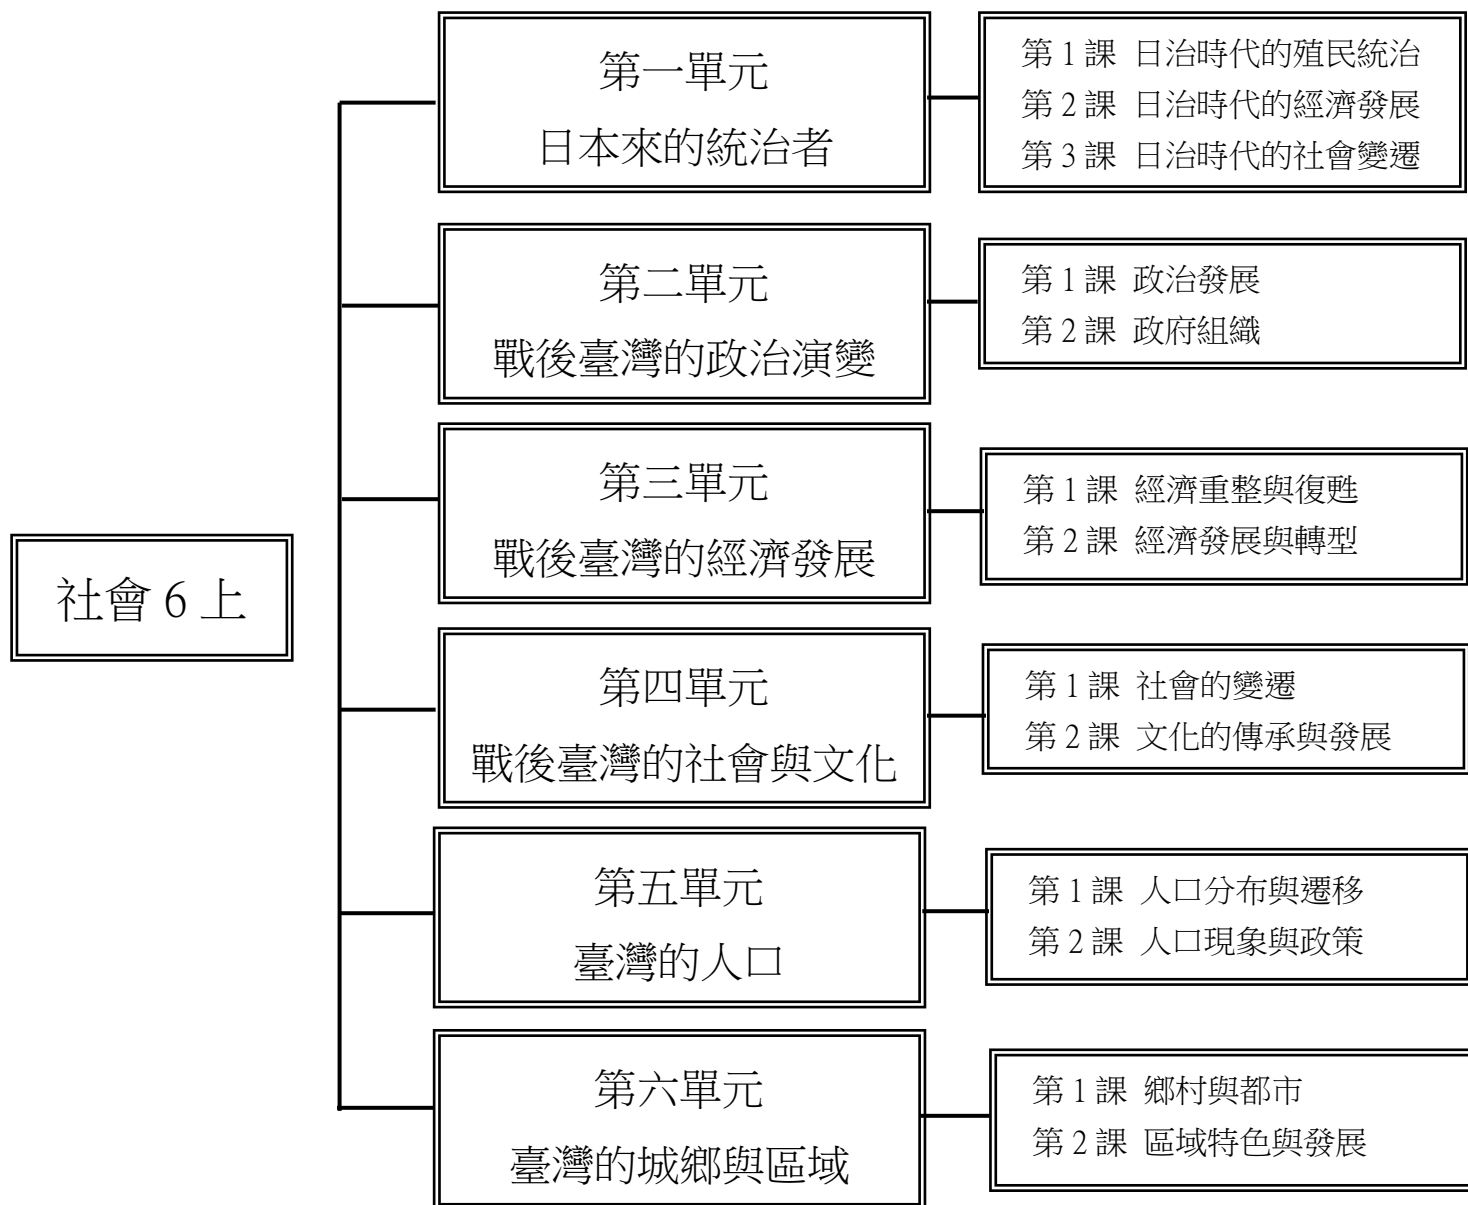 社會 6 上
第一單元
日本來的統治者
第 1 課 日治時代的殖民統治
第 2 課 日治時代的經濟發展
第 3 課 日治時代的社會變遷
第二單元
戰後臺灣的政治演變
第 1 課 政治發展
第 2 課 政府組織
第三單元
戰後臺灣的經濟發展
第 1 課 經濟重整與復甦
第 2 課 經濟發展與轉型
第四單元
戰後臺灣的社會與文化
第 1 課 社會的變遷
第 2 課 文化的傳承與發展
第五單元
臺灣的人口
第 1 課 人口分布與遷移
第 2 課 人口現象與政策
第六單元
臺灣的城鄉與區域
第 1 課 鄉村與都市
第 2 課 區域特色與發展